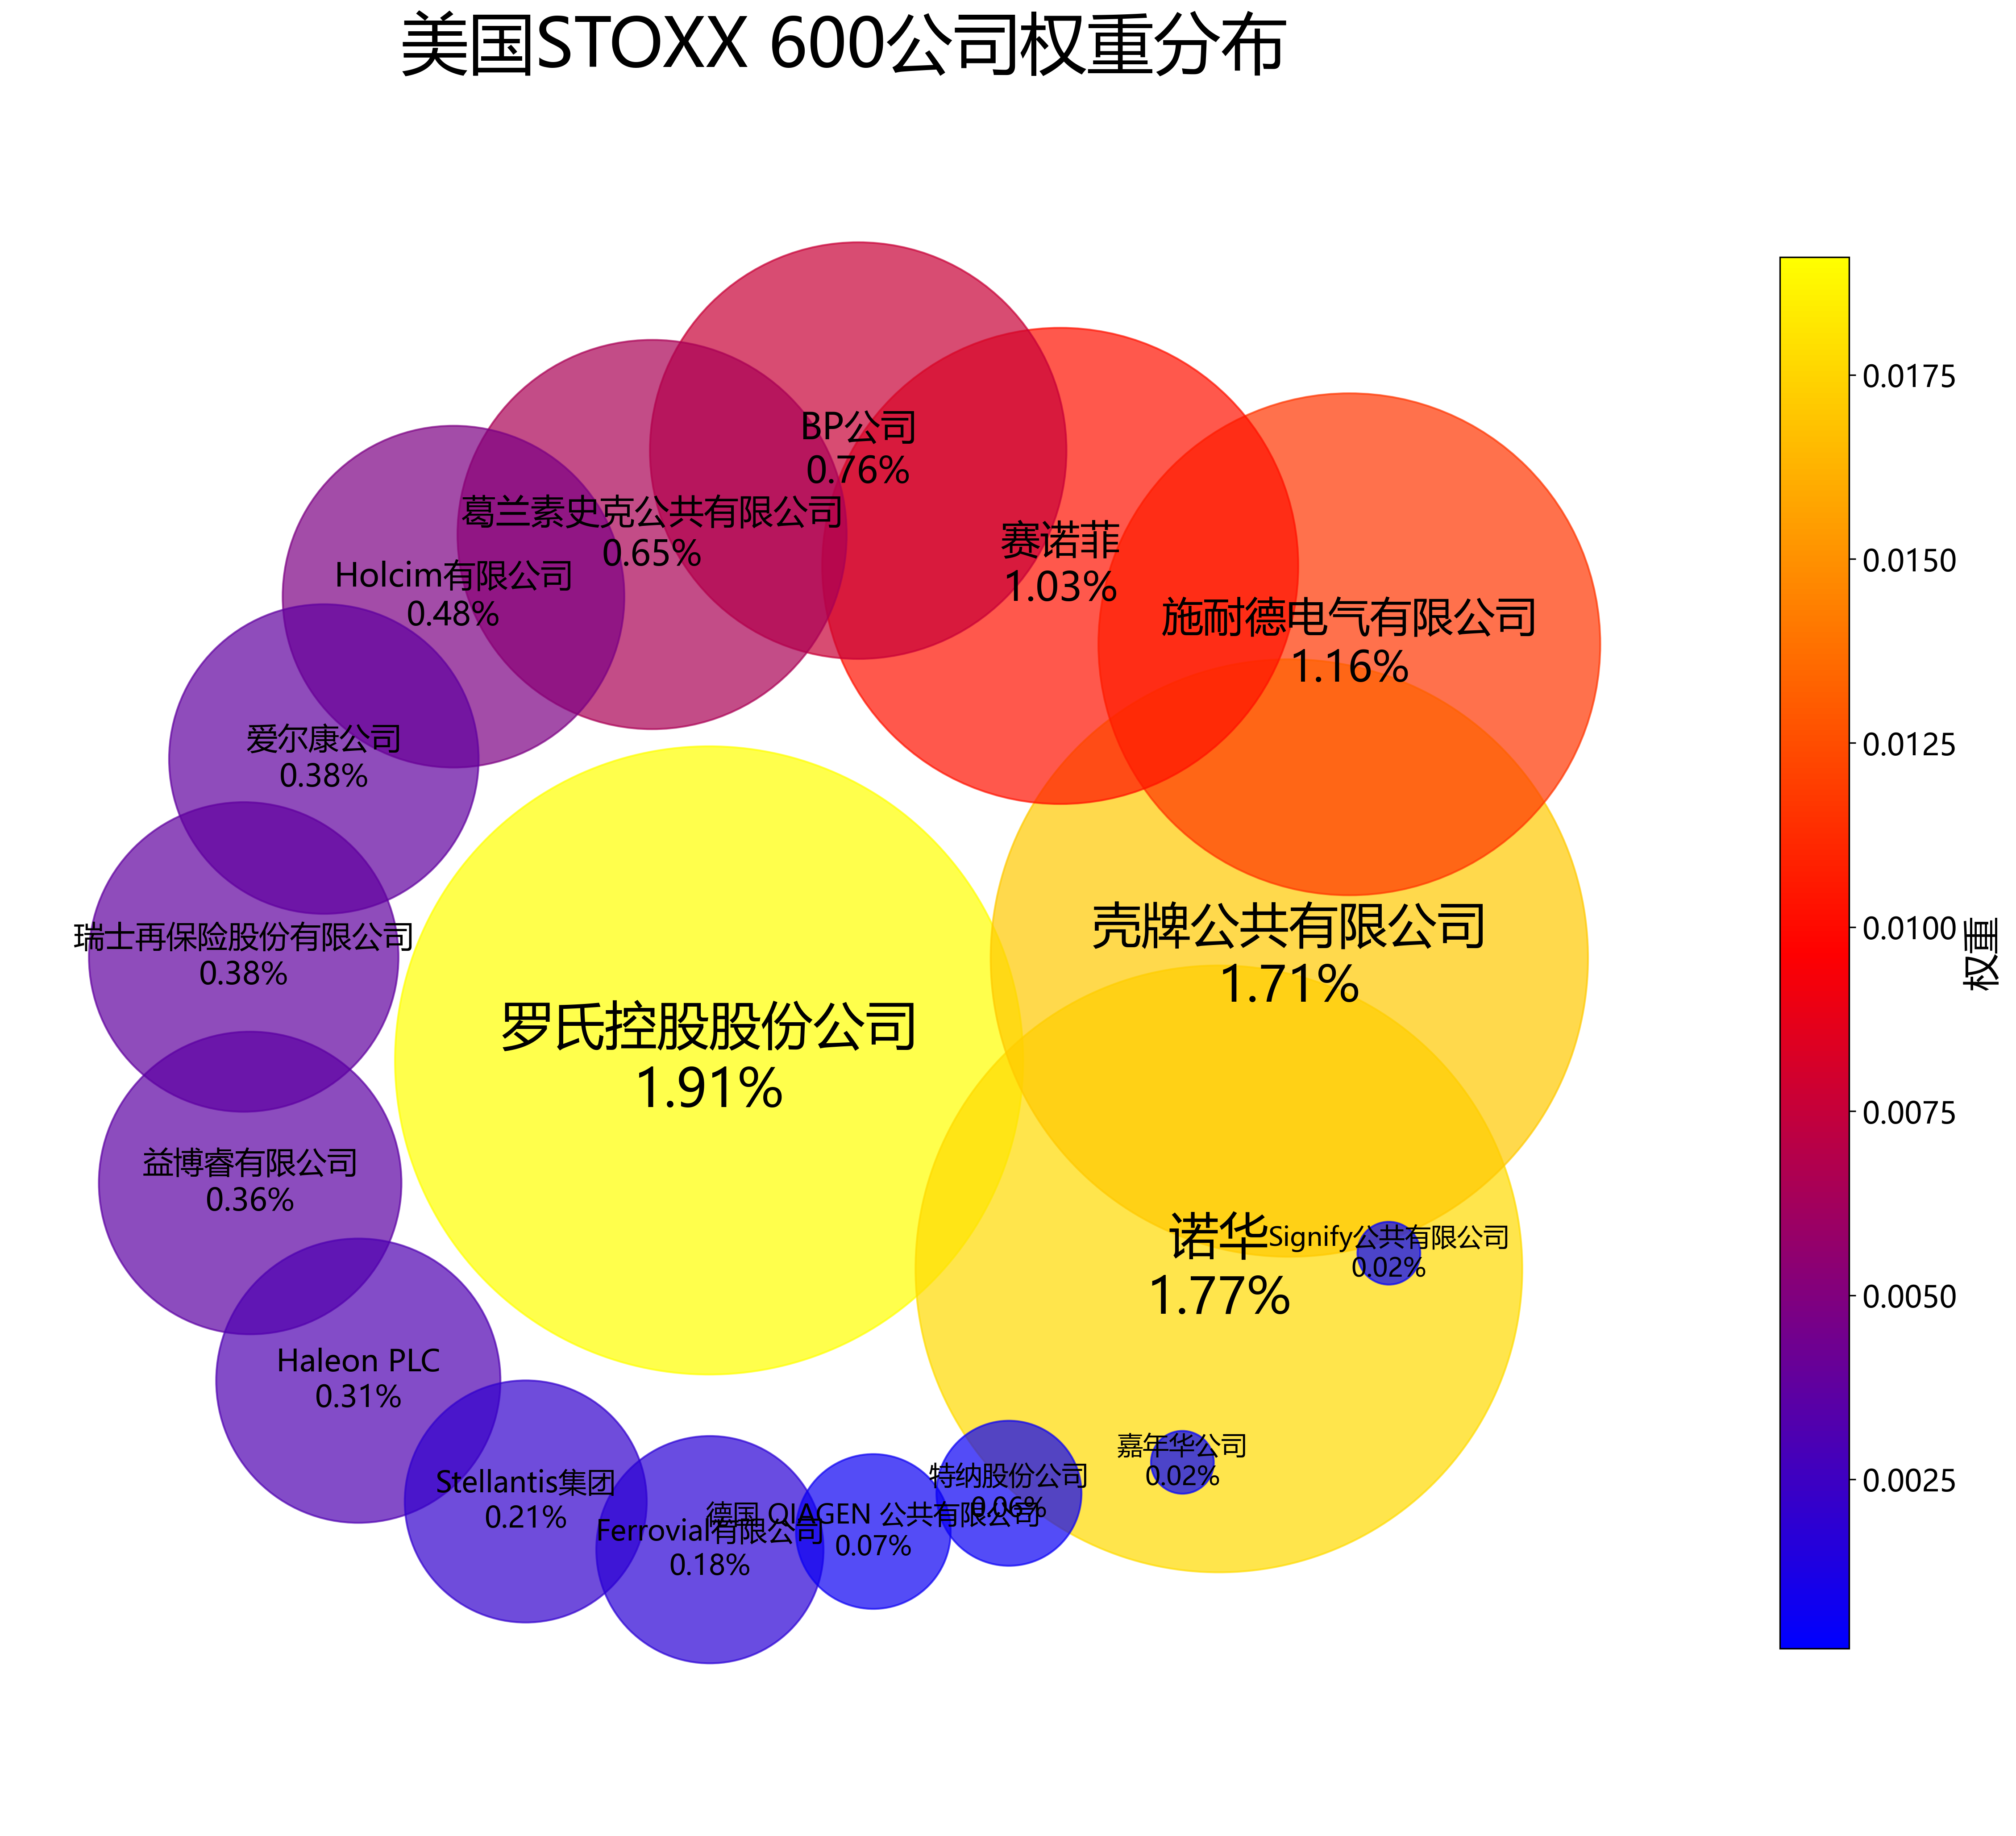 美国STOXX 600公司权重分布
BP公司
0.76%
葛兰素史克公共有限公司
0.65%
赛诺菲
1.03%
Holcim有限公司
0.48%
施耐德电气有限公司
1.16%
爱尔康公司
0.38%
瑞士再保险股份有限公司
0.38%
壳牌公共有限公司
1.71%
罗氏控股股份公司
1.91%
益博睿有限公司
0.36%
诺华
1.77%
Signify公共有限公司
0.02%
Haleon PLC
0.31%
Stellantis集团
0.21%
Ferrovial有限公司
0.18%
德国 QIAGEN 公共有限公司
0.07%
特纳股份公司
0.06%
嘉年华公司
0.02%
0.0175
0.0150
0.0125
0.0100
0.0075
0.0050
0.0025
权重